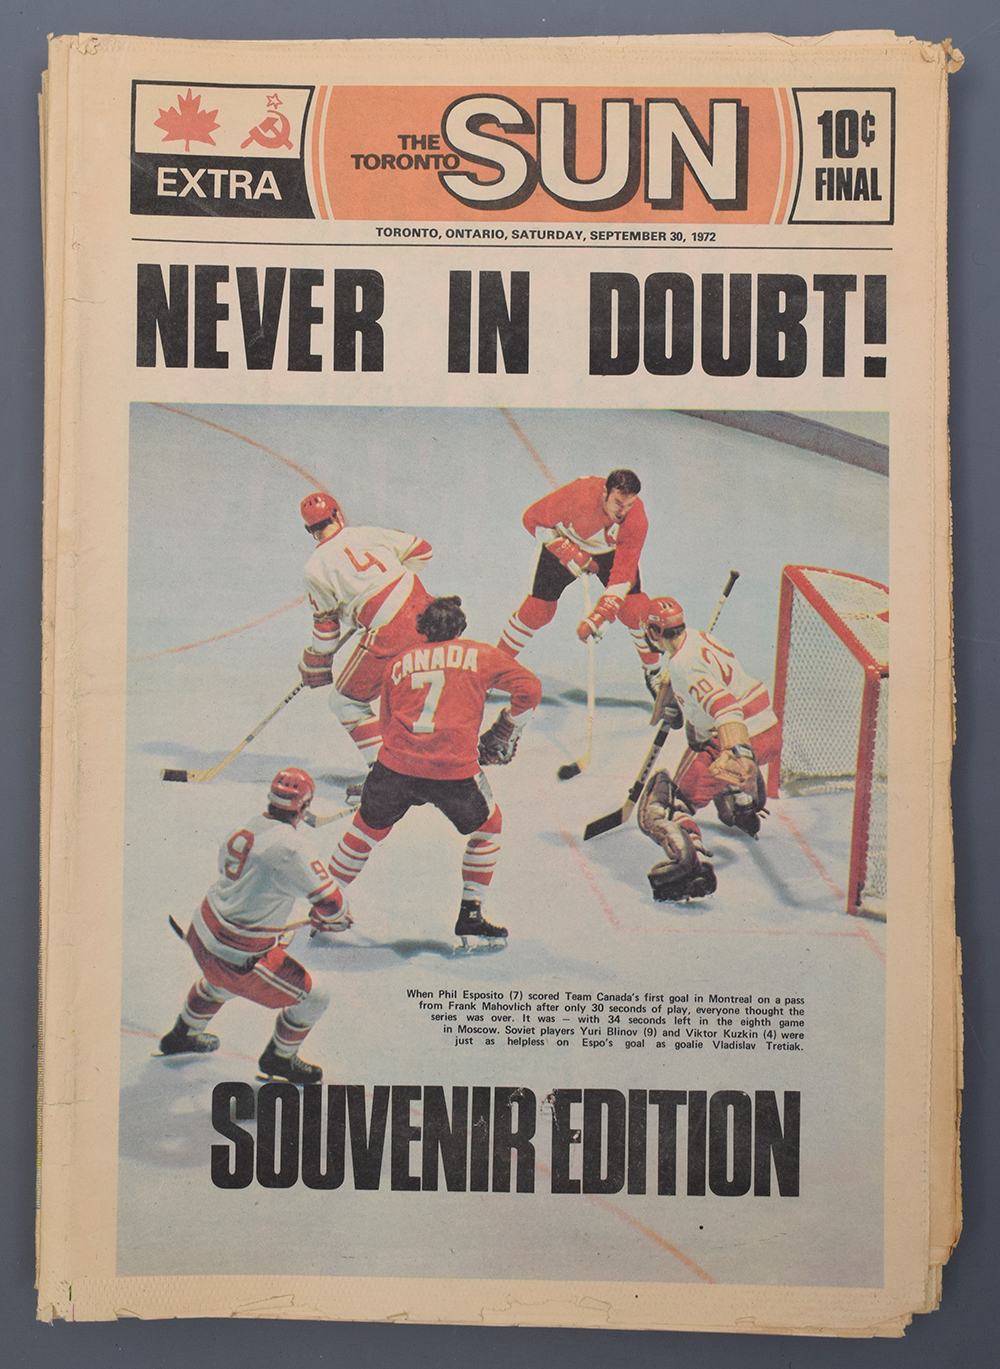 EXTRA
THE
TORONTO
SUN
10¢
FINAL
TORONTO, ONTARIO, SATURDAY, SEPTEMBER 30, 1972
NEVER IN DOUBT!
4
A
CANADA
7
20
20
9
9
When Phil Esposito (7) scored Team Canada's first goal in Montreal on a pass
from Frank Mahovlich after only 30 seconds of play, everyone thought the
series was over. It was — with 34 seconds left in the eighth game
in Moscow. Soviet players Yuri Blinov (9) and Viktor Kuzkin (4) were
just as helpless on Espo's goal as goalie Vladislav Tretiak.
SOUVENIR EDITION